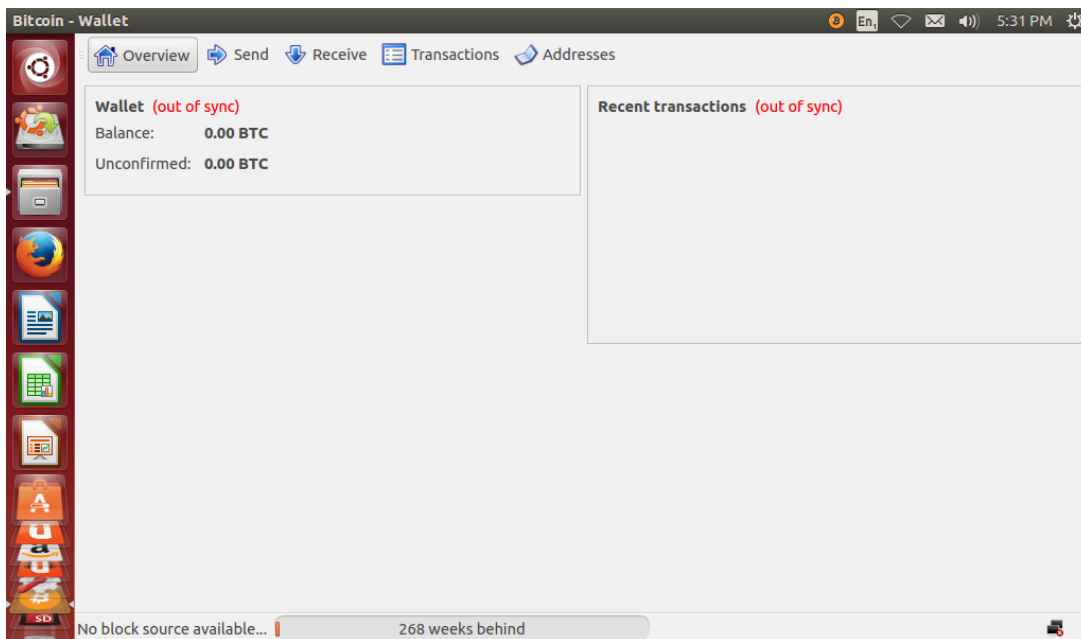 Bitcoin - Wallet En1 5:31 PM
Overview Send Receive Transactions Addresses
Wallet (out of sync)
Balance: 0.00 BTC
Unconfirmed: 0.00 BTC
Recent transactions (out of sync)
A
U
a
U
SD
No block source available... 268 weeks behind